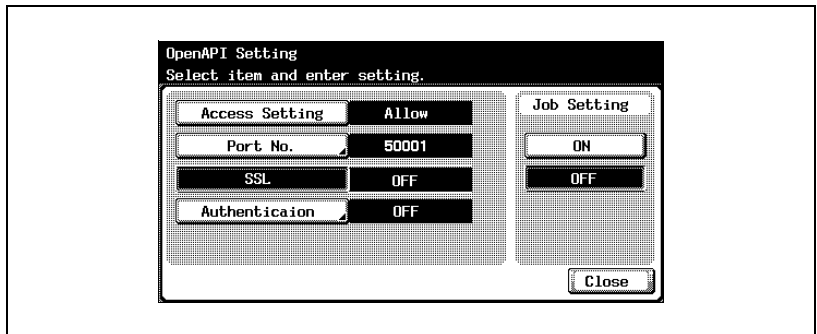 OpenAPI Setting
Select item and enter setting.
Access Setting Allow
Port No. 50001
SSL OFF
Authenticaion OFF
Job Setting
ON
OFF
Close